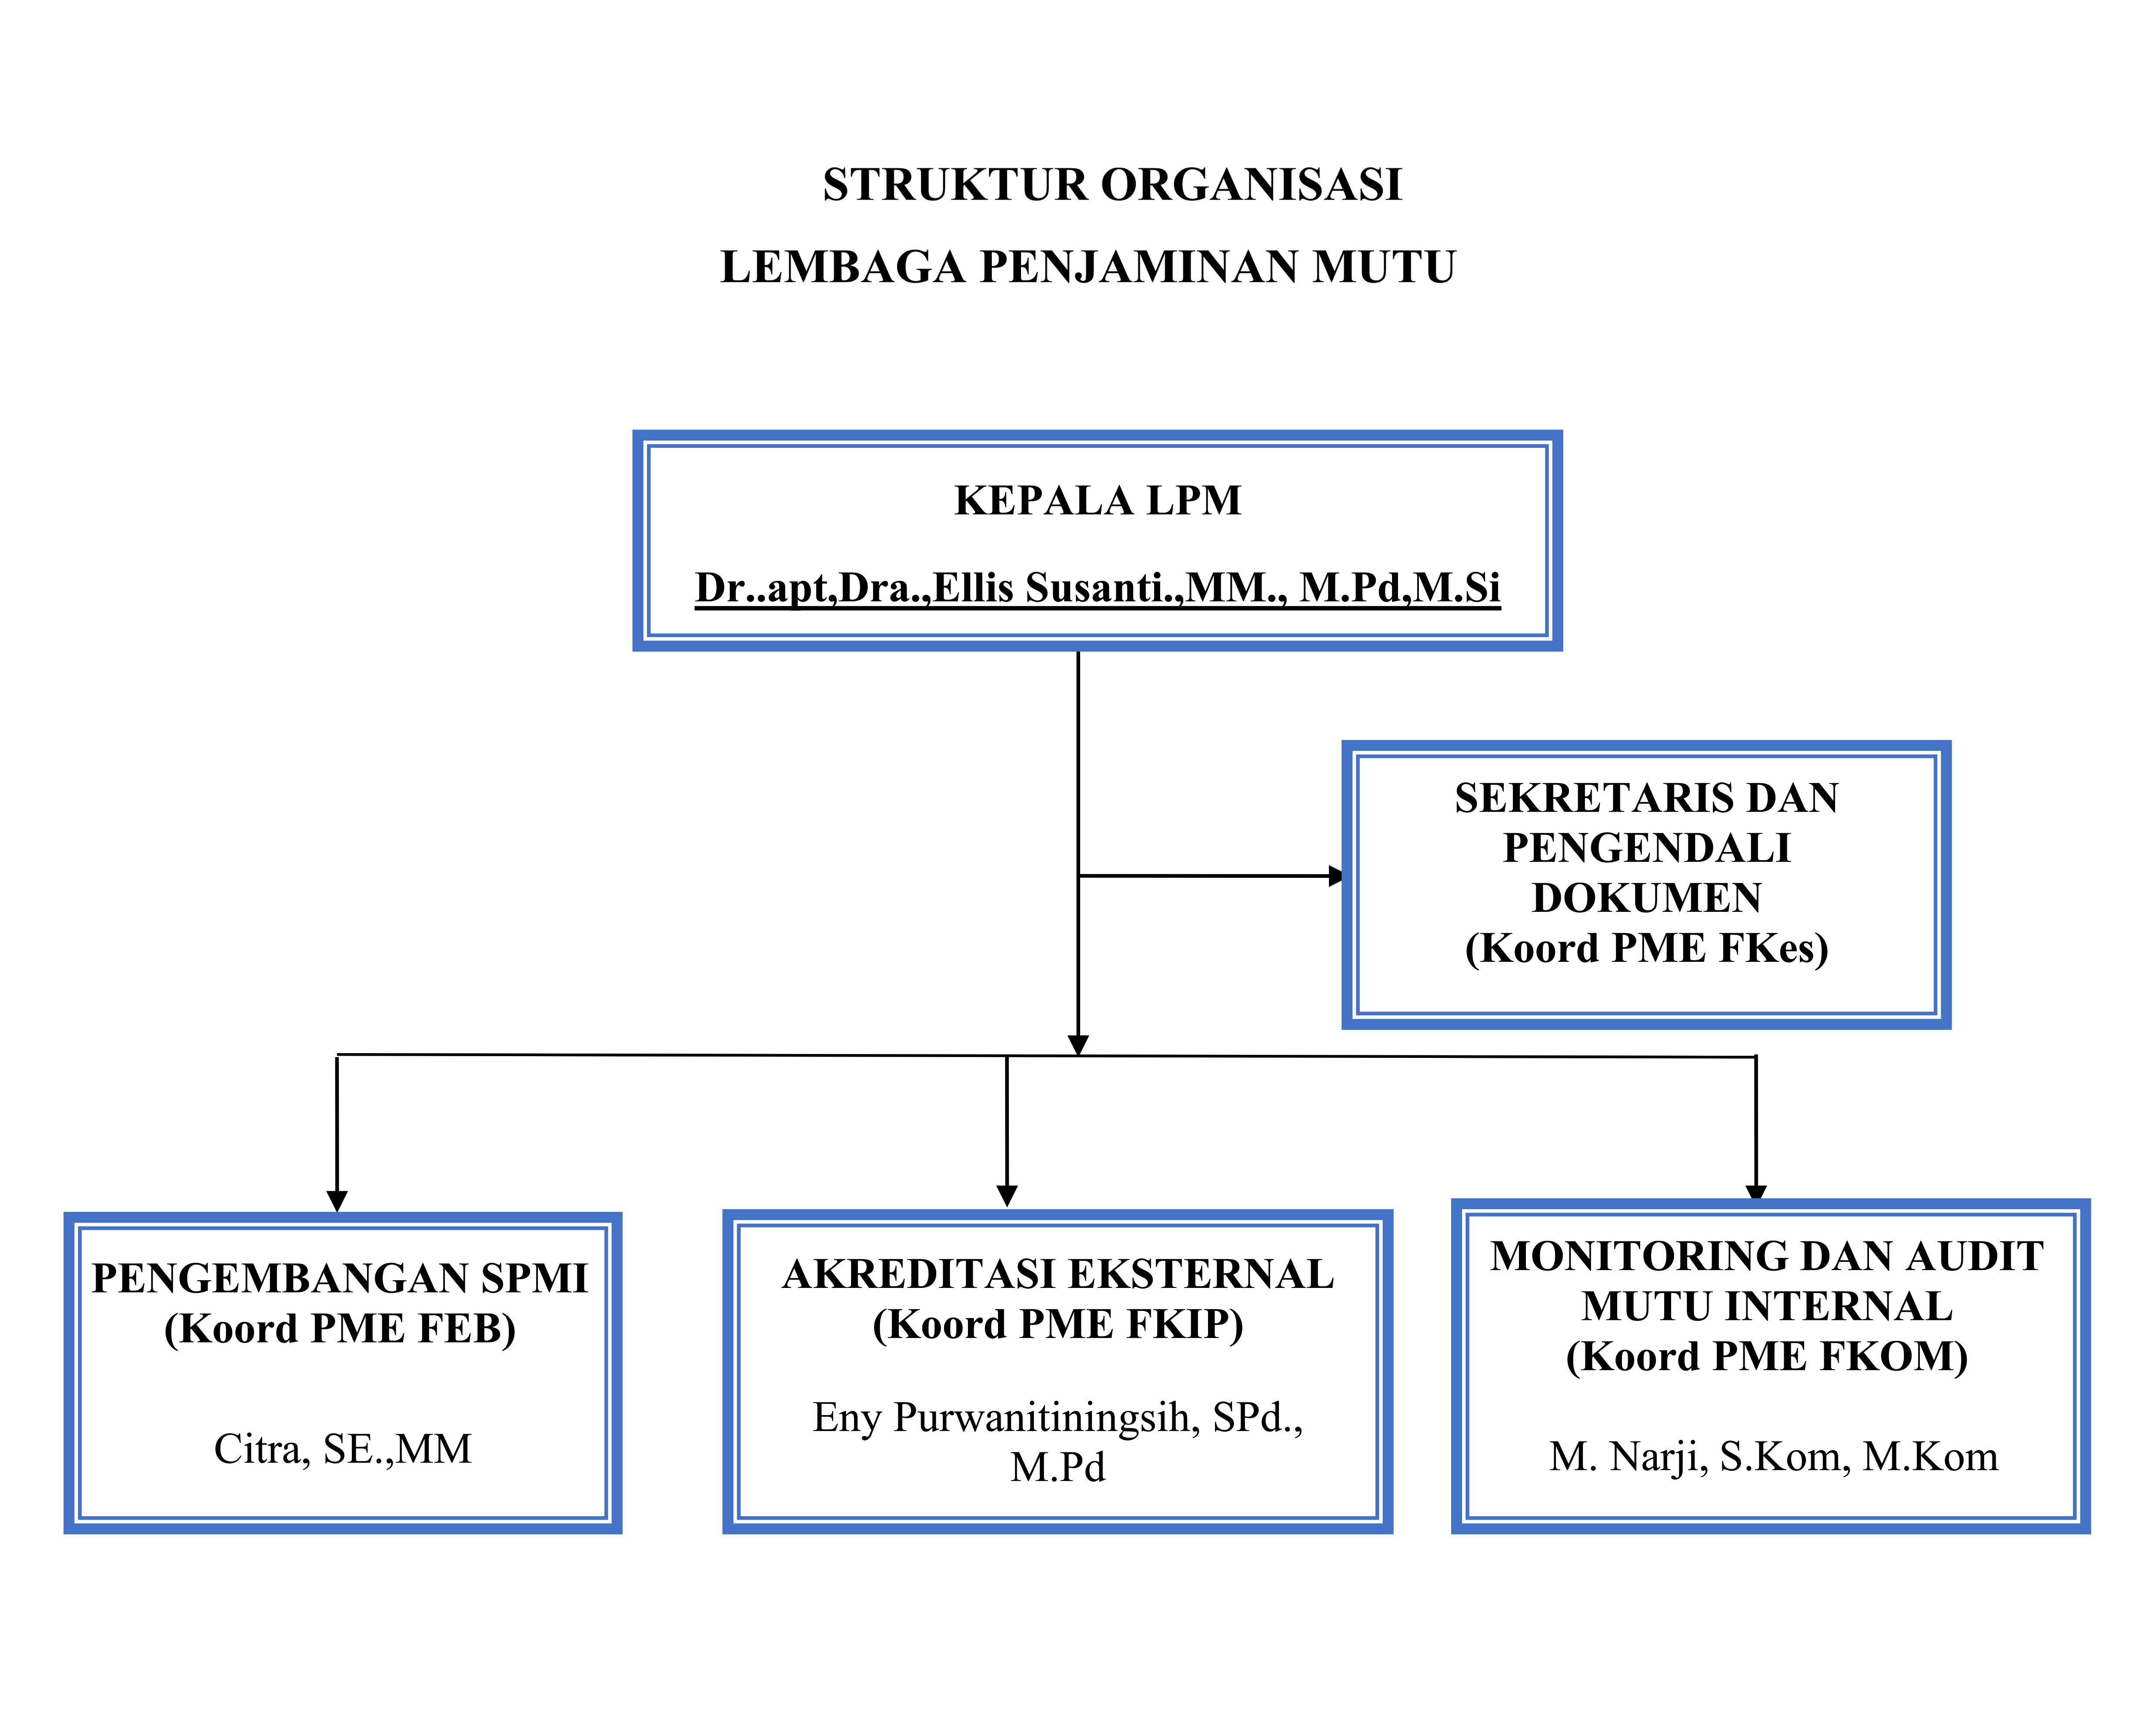 STRUKTUR ORGANISASI
LEMBAGA PENJAMINAN MUTU
KEPALA LPM
Dr..apt,Dra.,Ellis Susanti.,MM., M.Pd,M.Si
SEKRETARIS DAN
PENGENDALI
DOKUMEN
(Koord PME FKes)
PENGEMBANGAN SPMI
(Koord PME FEB)
Citra, SE.,MM
AKREDITASI EKSTERNAL
(Koord PME FKIP)
Eny Purwanitiningsih, SPd.,
M.Pd
MONITORING DAN AUDIT
MUTU INTERNAL
(Koord PME FKOM)
M. Narji, S.Kom, M.Kom